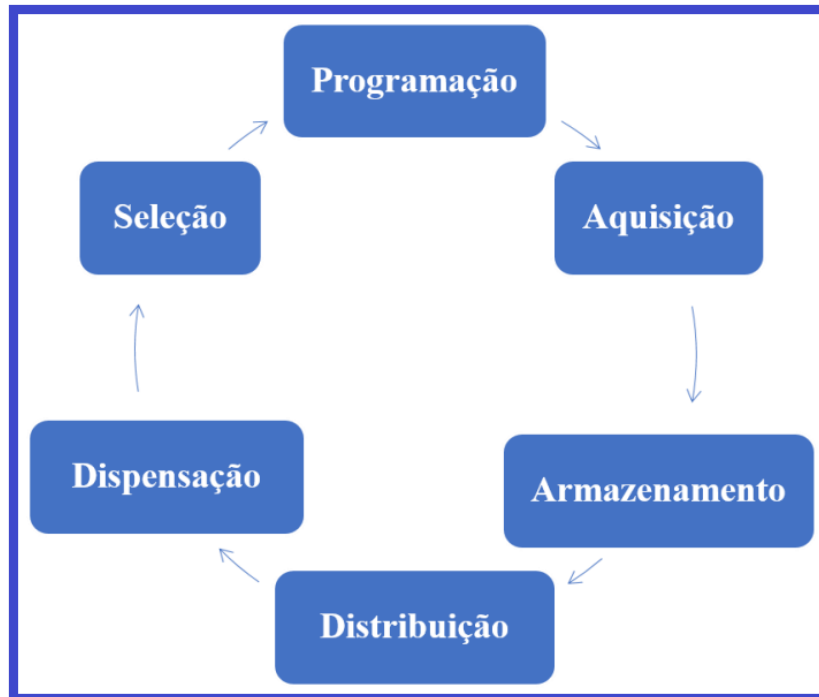 Programação
Seleção
Aquisição
Dispensação
Armazenamento
Distribuição